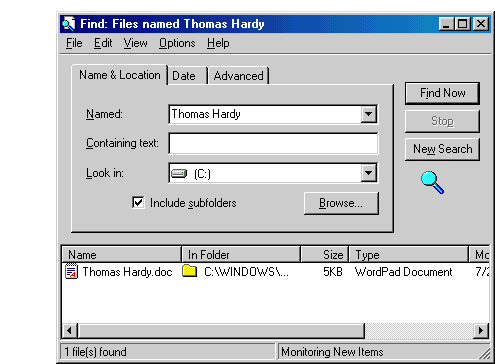 Find: Files named Thomas Hardy
File Edit View Options Help
Name & Location Date Advanced
Named: Thomas Hardy
Containing text:
Look in: (C:)
Include subfolders
Browse...
Find Now
Stop
New Search
Name In Folder Size Type Mo
Thomas Hardy.doc C:\WINDOWS\... 5KB WordPad Document 7/2
1 file(s) found Monitoring New Items